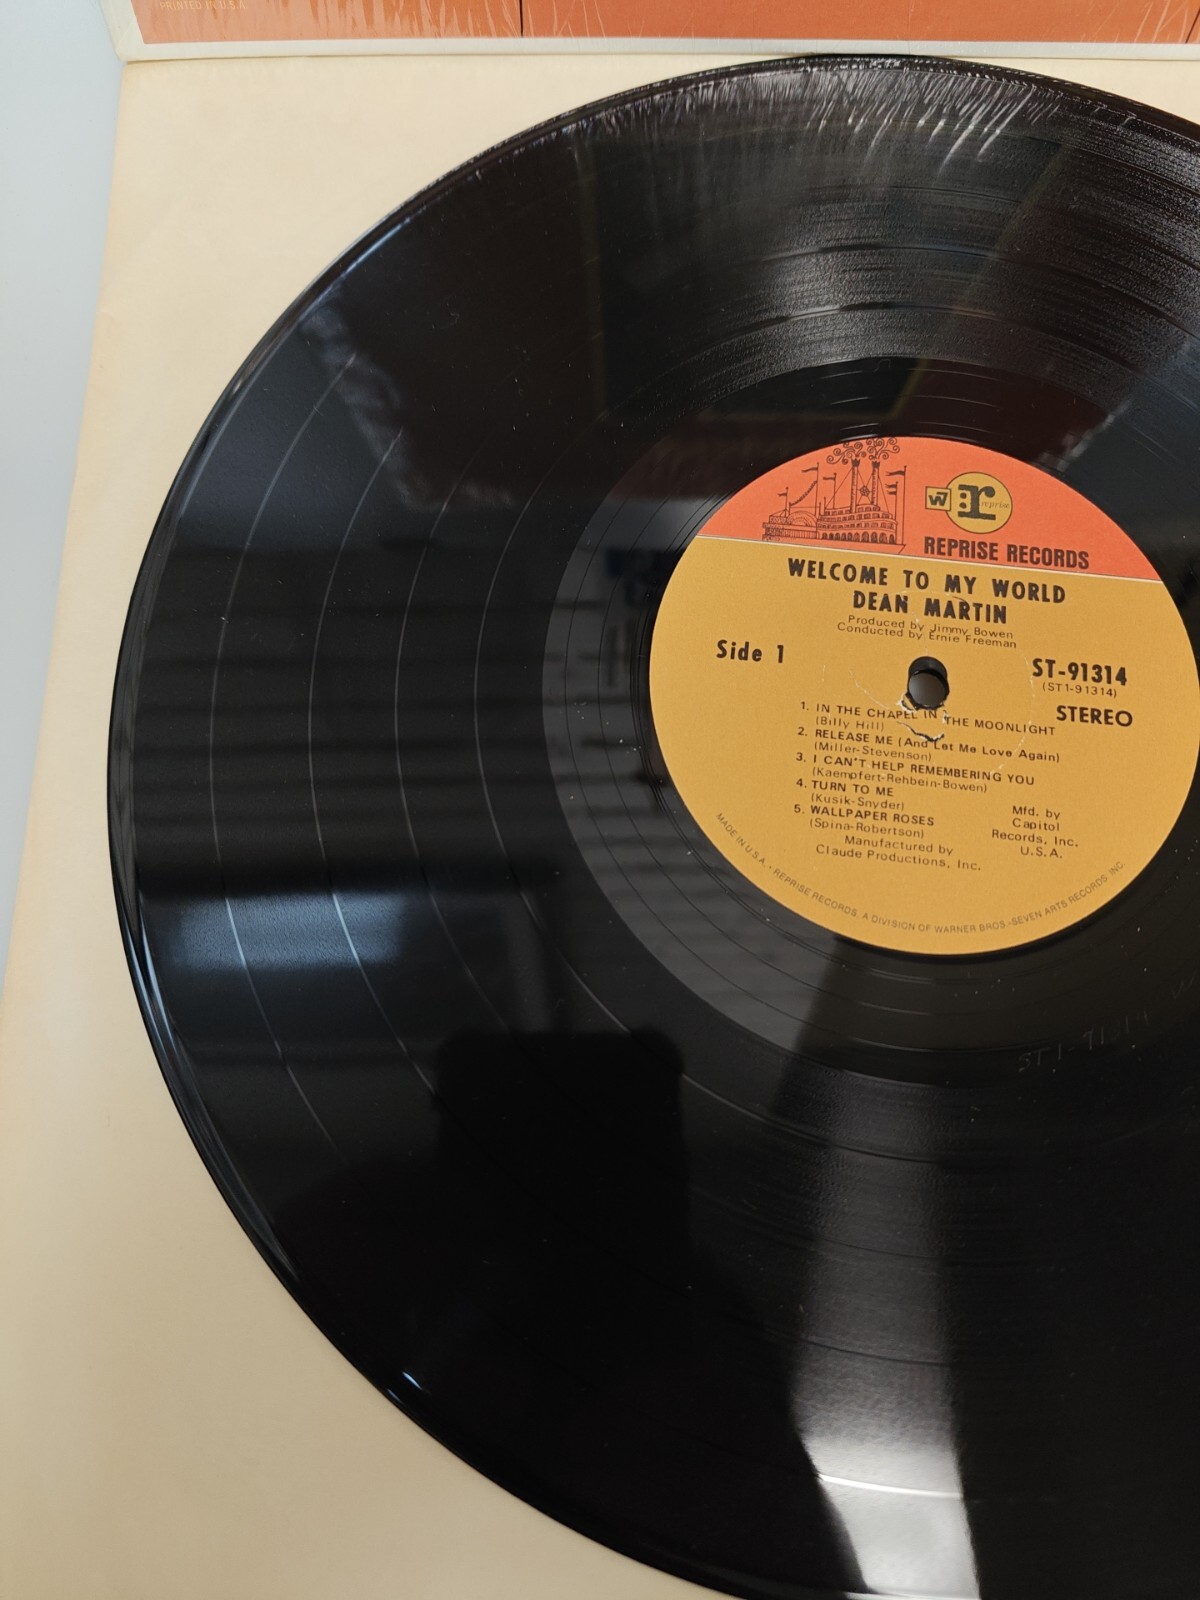 PRINTED IN U.S.A.
W7
r
reprise
REPRISE RECORDS
WELCOME TO MY WORLD
DEAN MARTIN
Produced by Jimmy Bowen
Conducted by Ernie Freeman
Side 1
ST-91314
(ST1-91314)
STEREO
1. IN THE CHAPEL IN THE MOONLIGHT
(Billy Hill)
2. RELEASE ME (And Let Me Love Again)
(Miller-Stevenson)
3. I CAN'T HELP REMEMBERING YOU
(Kaempfert-Rehbein-Bowen)
4. TURN TO ME
(Kusik-Snyder)
5. WALLPAPER ROSES
(Spina-Robertson)
Mfd. by
Capitol
Records, Inc.
U.S.A.
Manufactured by
Claude Productions, Inc.
MADE IN U.S.A. • REPRISE RECORDS, A DIVISION OF WARNER BROS.-SEVEN ARTS RECORDS, INC.